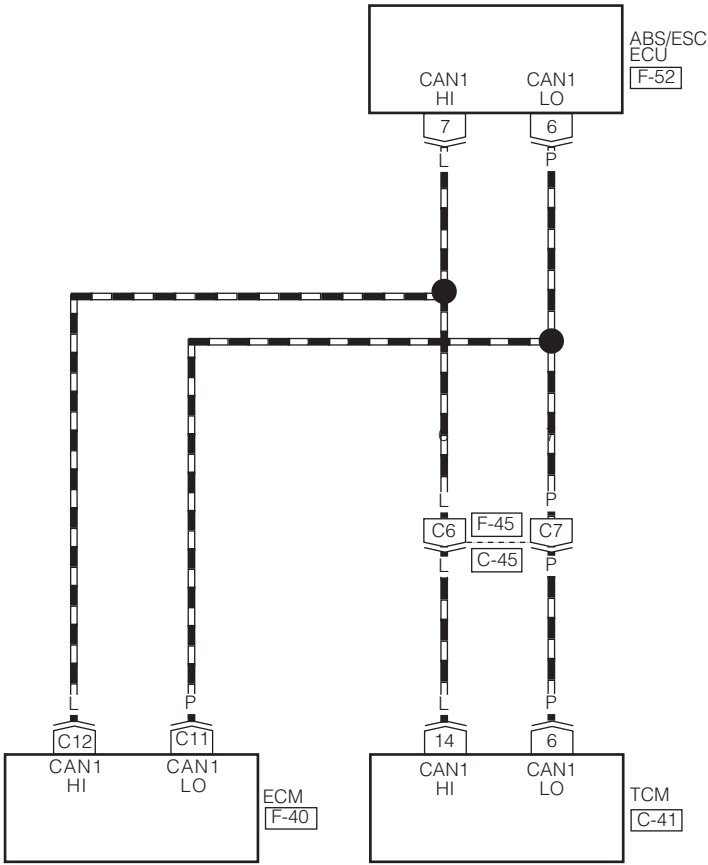 ABS/ESC
ECU
F-52
CAN1
HI
CAN1
LO
7
6
L
P
L
P
C6
F-45
C7
C-45
L
P
L
P
L
P
C12
C11
14
6
CAN1
HI
CAN1
LO
ECM
F-40
CAN1
HI
CAN1
LO
TCM
C-41